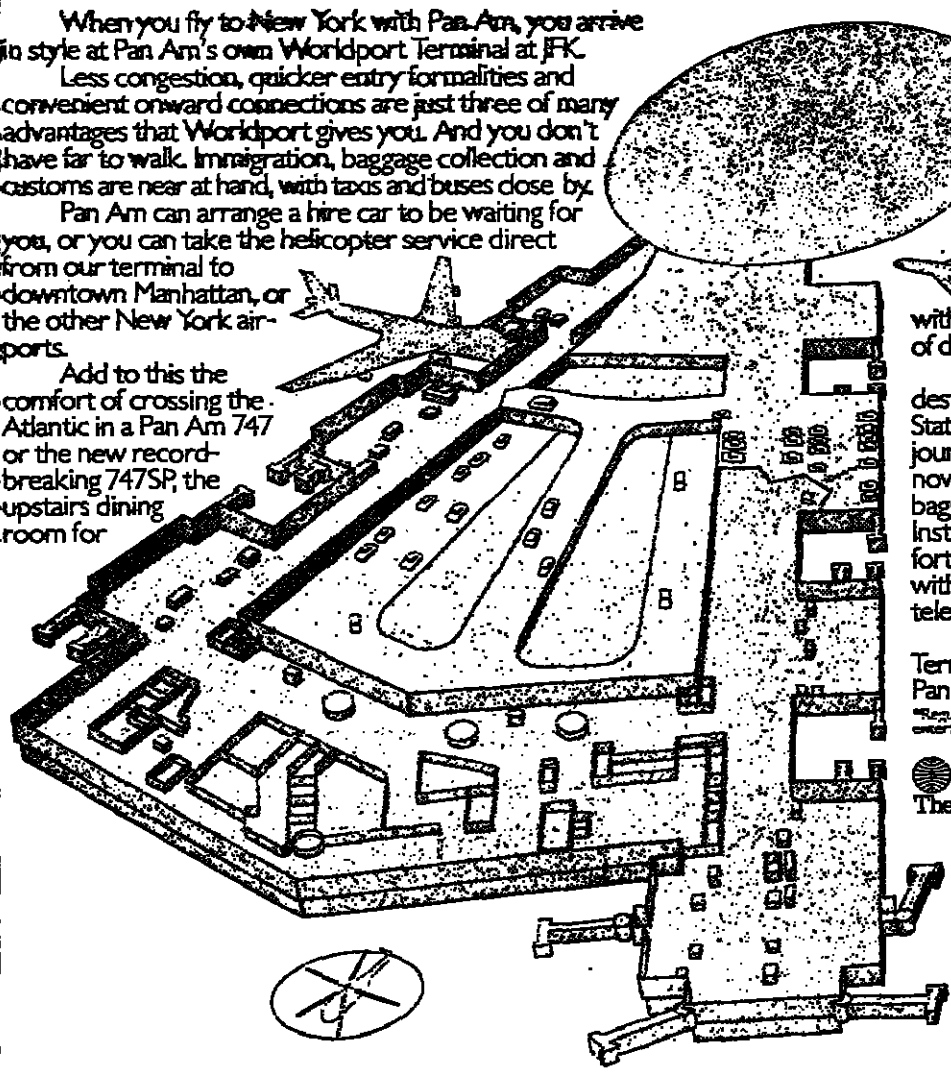 When you fly to New York with Pan Am, you arrive
in style at Pan Am's own Worldport Terminal at JFK.
Less congestion, quicker entry formalities and
convenient onward connections are just three of many
advantages that Worldport gives you. And you don't
have far to walk. Immigration, baggage collection and
customs are near at hand, with taxis and buses close by.
Pan Am can arrange a hire car to be waiting for
you, or you can take the helicopter service direct
from our terminal to
downtown Manhattan, or
the other New York air-
ports.
Add to this the
comfort of crossing the
Atlantic in a Pan Am 747
or the new record-
breaking 747SP, the
upstairs dining
room for
with
of d
des
Stat
jour
nov
bag
Inst
fort
with
tele
Terr
Pan
The